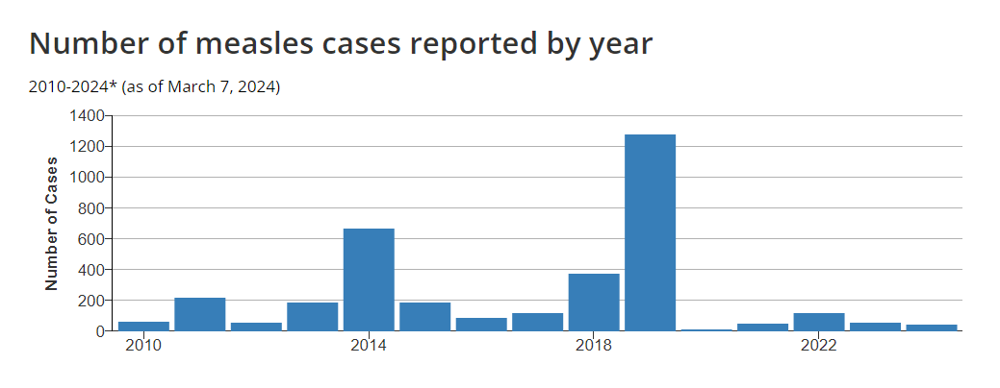 Number of measles cases reported by year
2010-2024* (as of March 7, 2024)
Number of Cases
1400
1200
1000
800
600
400
200
0
2010 2014 2018 2022